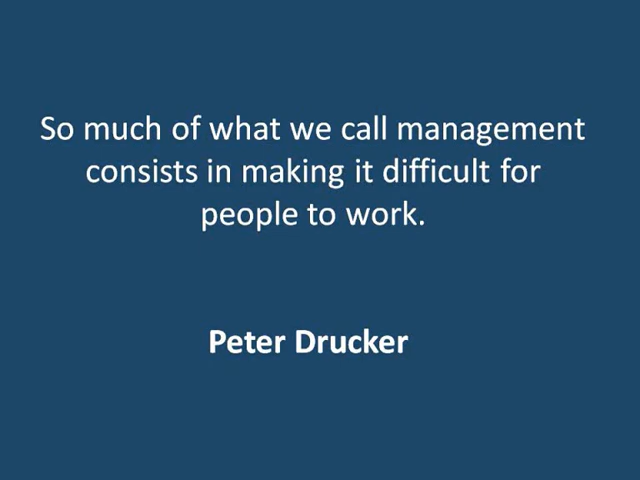 So much of what we call management
consists in making it difficult for
people to work.
Peter Drucker